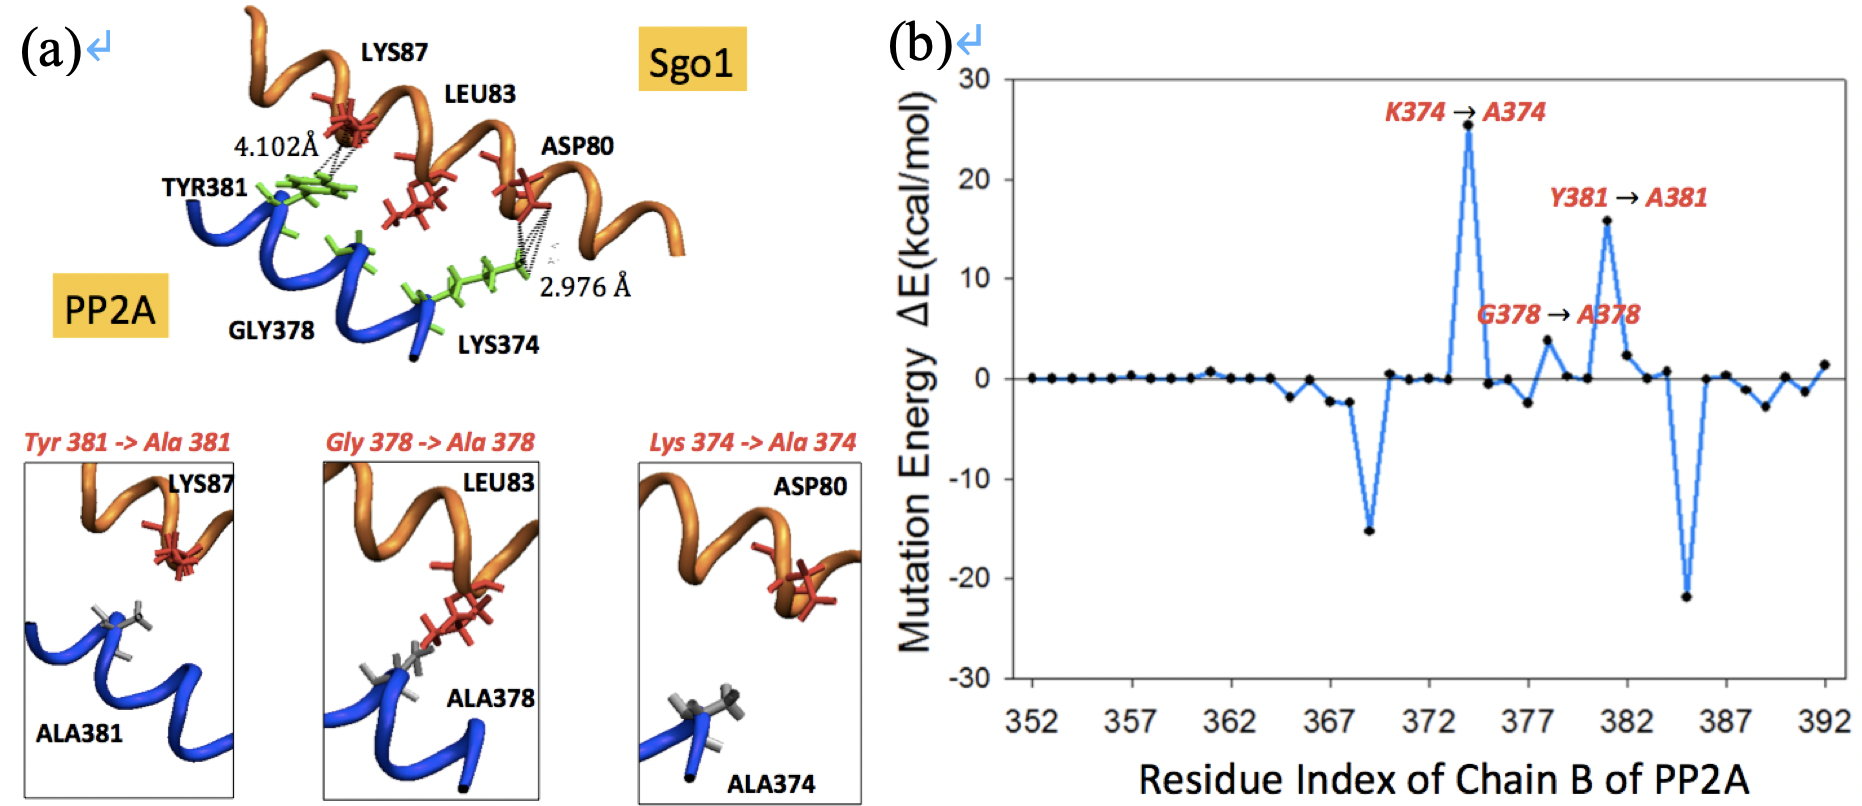 (a)↵
Sgo1
LYS87
LEU83
ASP80
4.102Å
TYR381
2.976 Å
PP2A
GLY378
LYS374
Tyr 381 -> Ala 381
LYS87
ALA381
Gly 378 -> Ala 378
LEU83
ALA378
Lys 374 -> Ala 374
ASP80
ALA374
(b)↵
Mutation Energy ΔE(kcal/mol)
30
20
10
0
-10
-20
-30
K374 → A374
Y381 → A381
G378 → A378
352 357 362 367 372 377 382 387 392
Residue Index of Chain B of PP2A